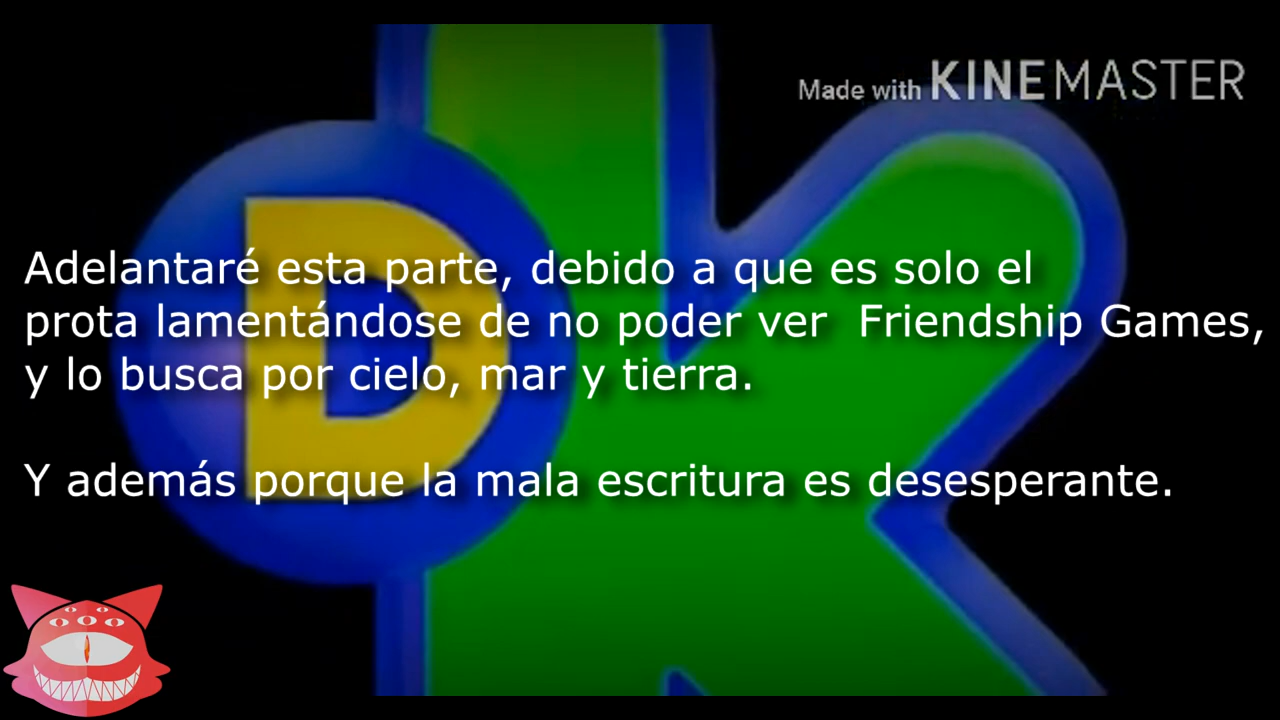 Made with KINEMASTER
D
K
Adelantaré esta parte, debido a que es solo el
prota lamentándose de no poder ver  Friendship Games,
y lo busca por cielo, mar y tierra.
Y además porque la mala escritura es desesperante.